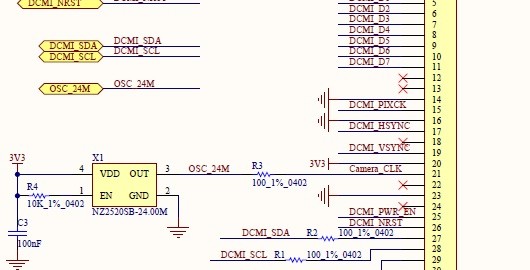 DCMI_NRST
DCMI_D2
DCMI_D3
DCMI_D4
DCMI_D5
DCMI_D6
DCMI_D7
5
6
7
8
9
10
11
12
13
14
15
16
17
18
19
20
21
22
23
24
25
26
27
28
29
DCMI_SDA DCMI_SDA
DCMI_SCL DCMI_SCL
OSC_24M OSC_24M
DCMI_PIXCK
DCMI_HSYNC
DCMI_VSYNC
3V3
Camera_CLK
DCMI_PWR_EN
DCMI_NRST
3V3
X1
4 VDD OUT 3 OSC_24M R3
100_1%_0402
R4
1 EN GND 2
10K_1%_0402
NZ2520SB-24.00M
C3
100nF
DCMI_SDA R2 100_1%_0402
DCMI_SCL R1 100_1%_0402